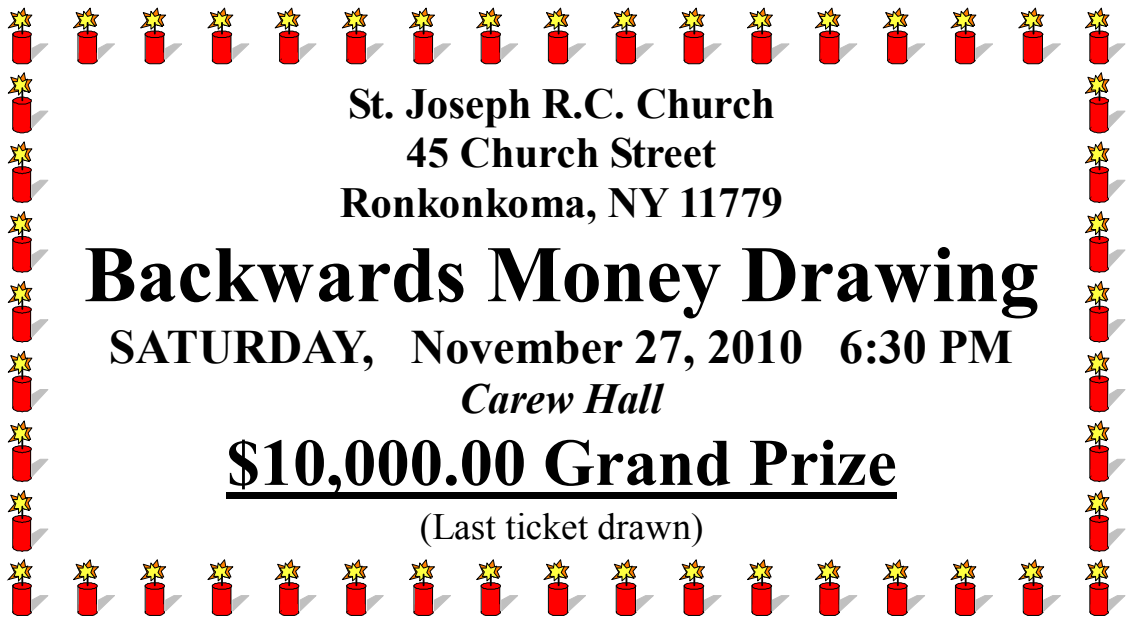 St. Joseph R.C. Church
45 Church Street
Ronkonkoma, NY 11779
Backwards Money Drawing
SATURDAY, November 27, 2010 6:30 PM
Carew Hall
$10,000.00 Grand Prize
(Last ticket drawn)